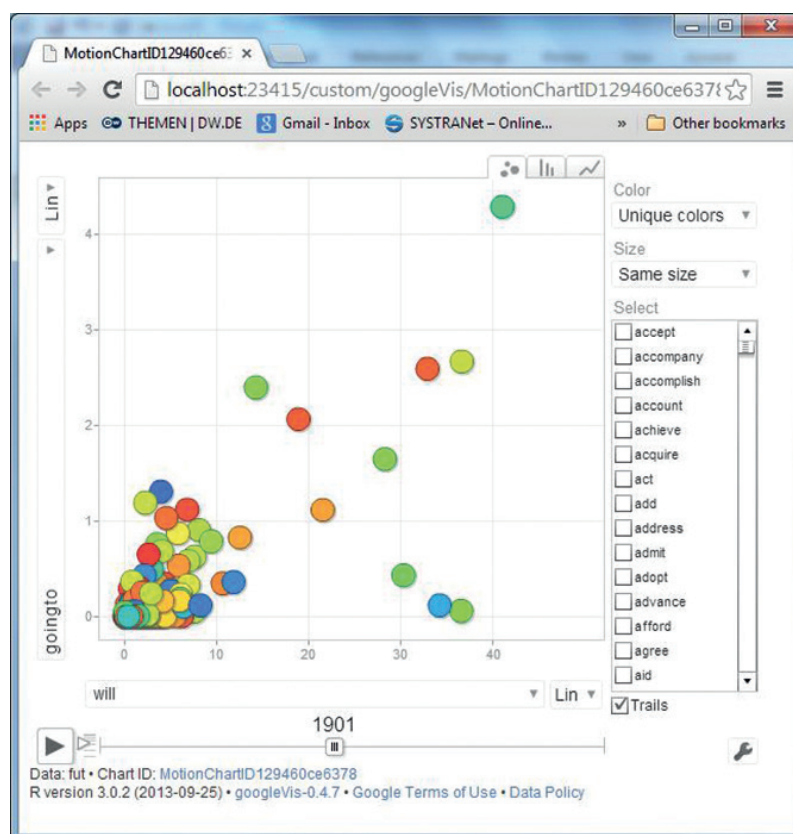 MotionChartID129460ce63
localhost:23415/custom/googleVis/MotionChartID129460ce6378
Apps THEMEN | DW.DE Gmail - Inbox SYSTRANet – Online... » Other bookmarks
Lin
goingto
4
3
2
1
0
0 10 20 30 40
will Lin
Color
Unique colors
Size
Same size
Select
accept
accompany
accomplish
account
achieve
acquire
act
add
address
admit
adopt
advance
afford
agree
aid
Trails
1901
Data: fut • Chart ID: MotionChartID129460ce6378
R version 3.0.2 (2013-09-25) • googleVis-0.4.7 • Google Terms of Use • Data Policy